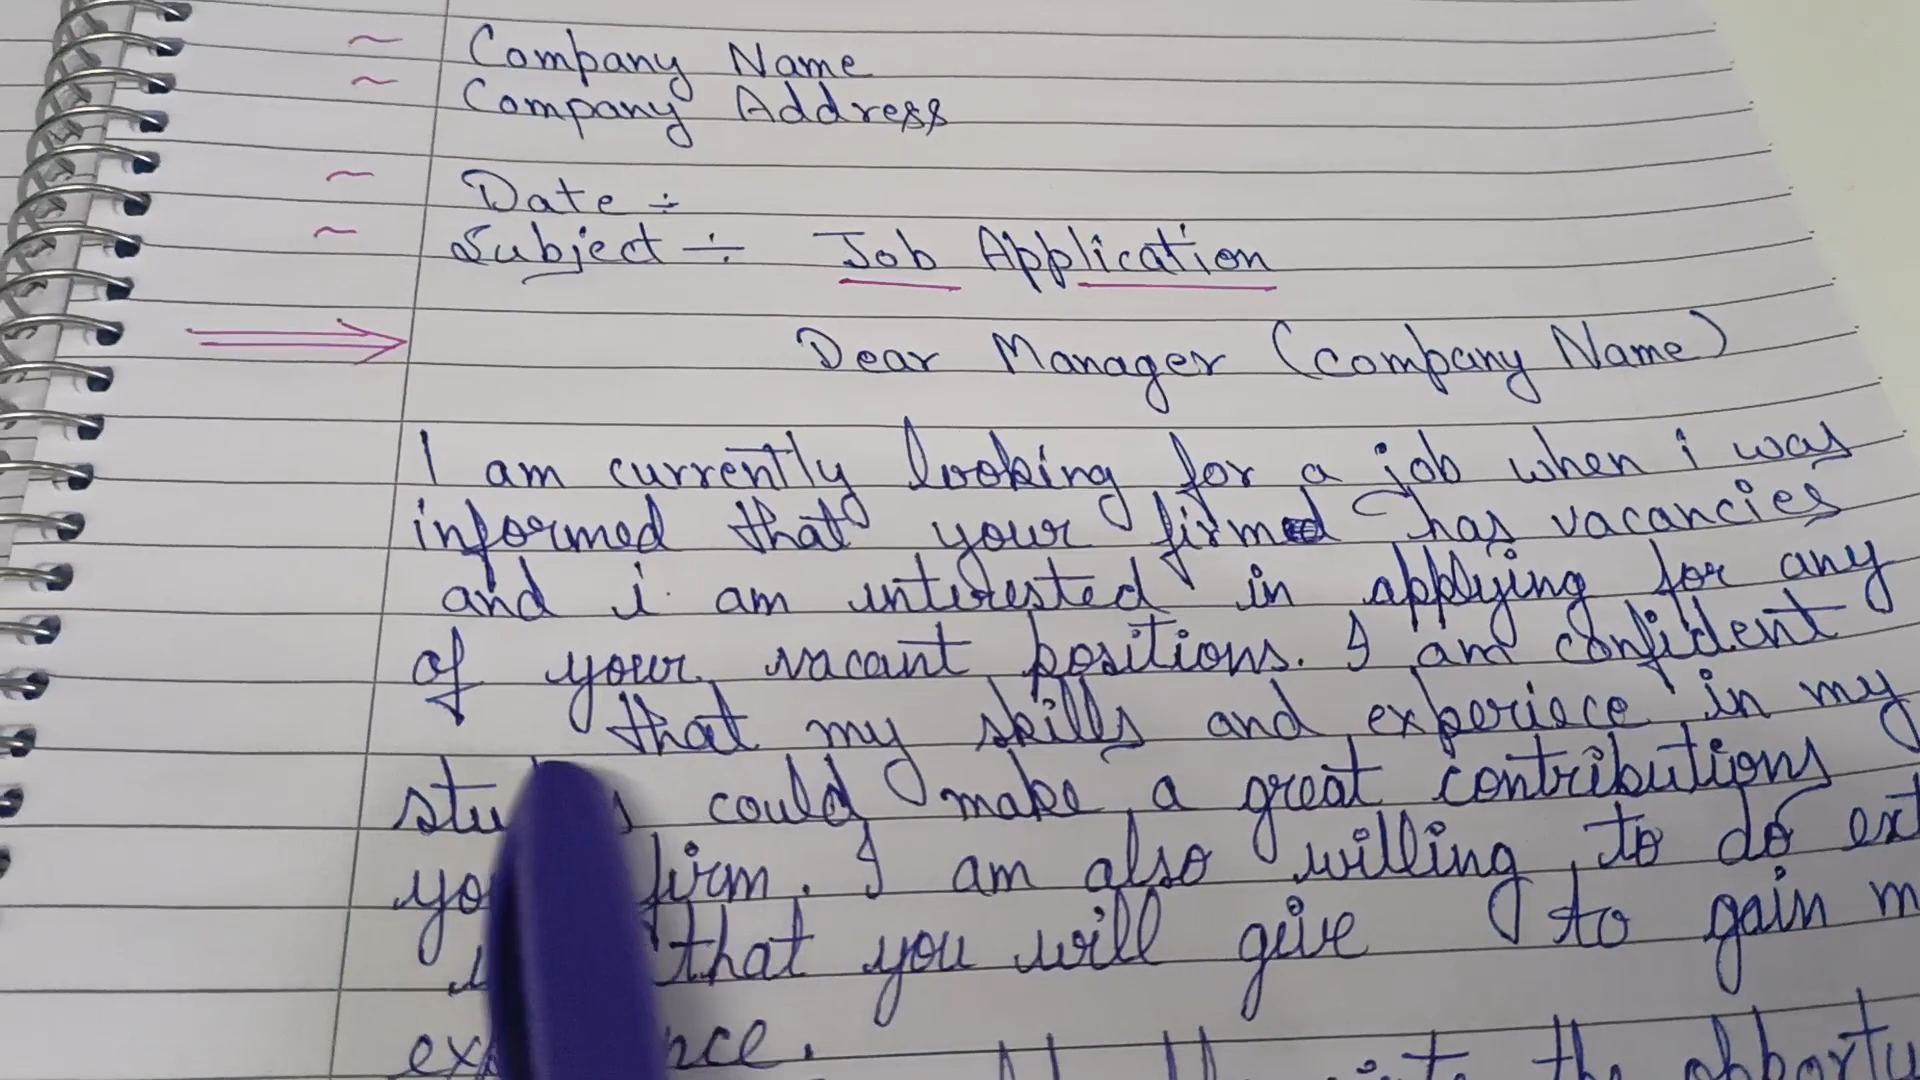 Company Name
Company Address
Date ÷
Subject ÷ Job Application
Dear Manager (Company Name)
I am currently looking for a job when i was
informed that your firm has vacancies
and i am interested in applying for any
of your vacant positions. I am confident
that my skills and experiace in my
could make a great contributions
firm. I am also willing to do
that you will give to gain
the